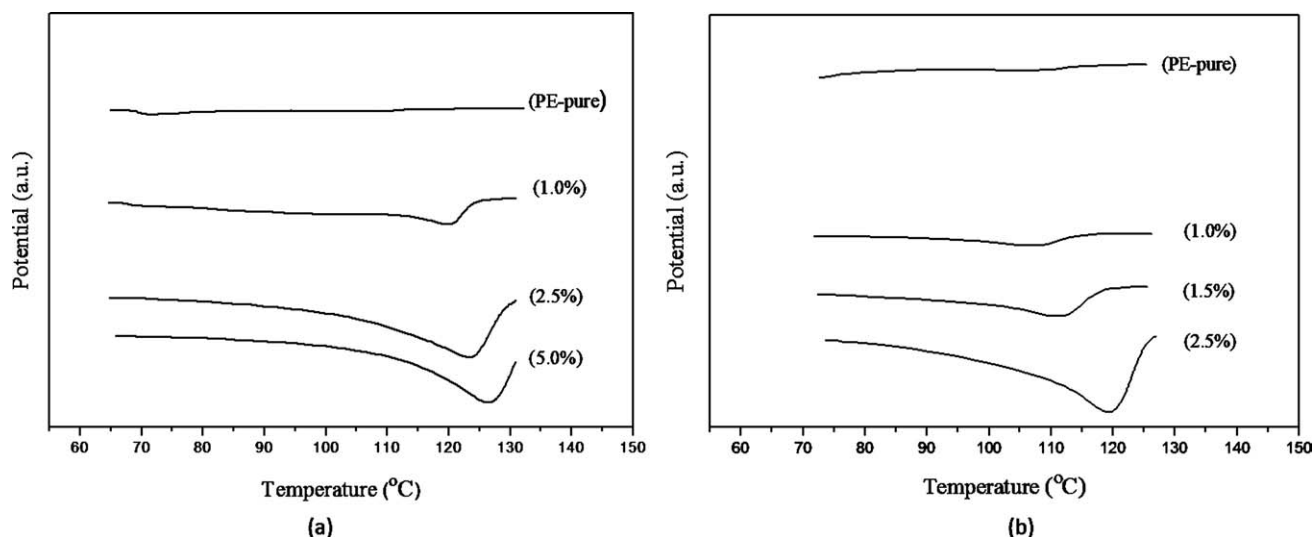 Potential (a.u.)
(PE-pure)
(1.0%)
(2.5%)
(5.0%)
60 70 80 90 100 110 120 130 140 150
Temperature (°C)
(a)
Potential (a.u.)
(PE-pure)
(1.0%)
(1.5%)
(2.5%)
60 70 80 90 100 110 120 130 140 150
Temperature (°C)
(b)